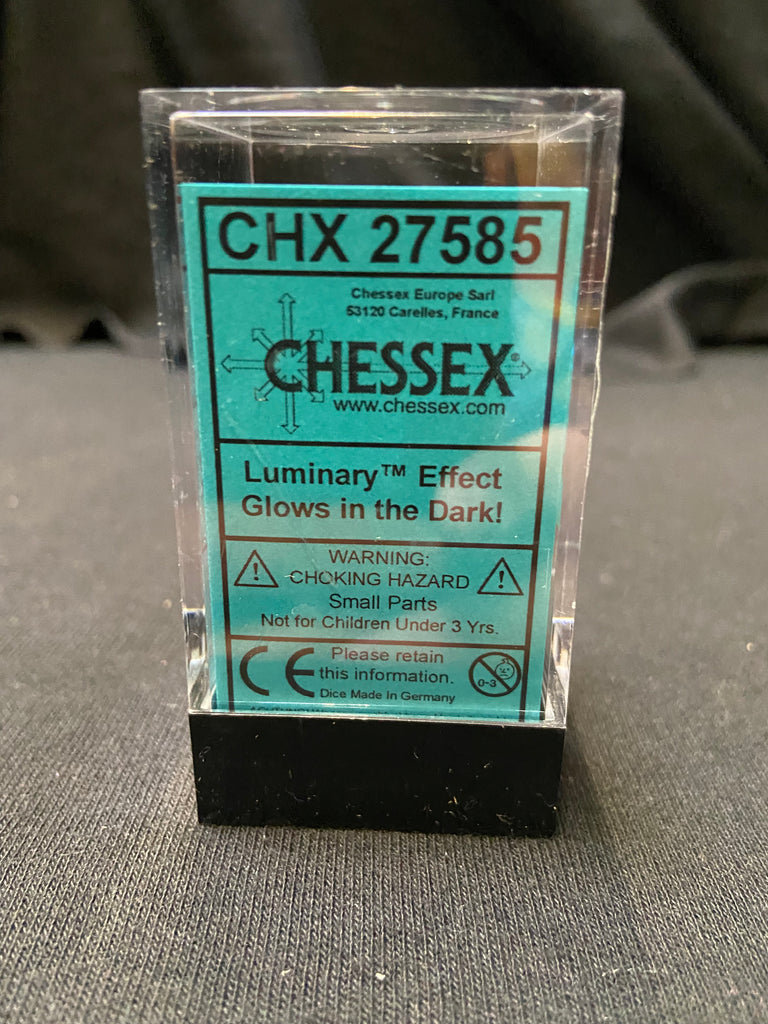 CHX 27585
Chessex Europe Sarl
53120 Carelles, France
CHESSEX®
www.chessex.com
Luminary™ Effect
Glows in the Dark!
WARNING:
CHOKING HAZARD
Small Parts
Not for Children Under 3 Yrs.
CE
Please retain
this information.
Dice Made In Germany
0-3